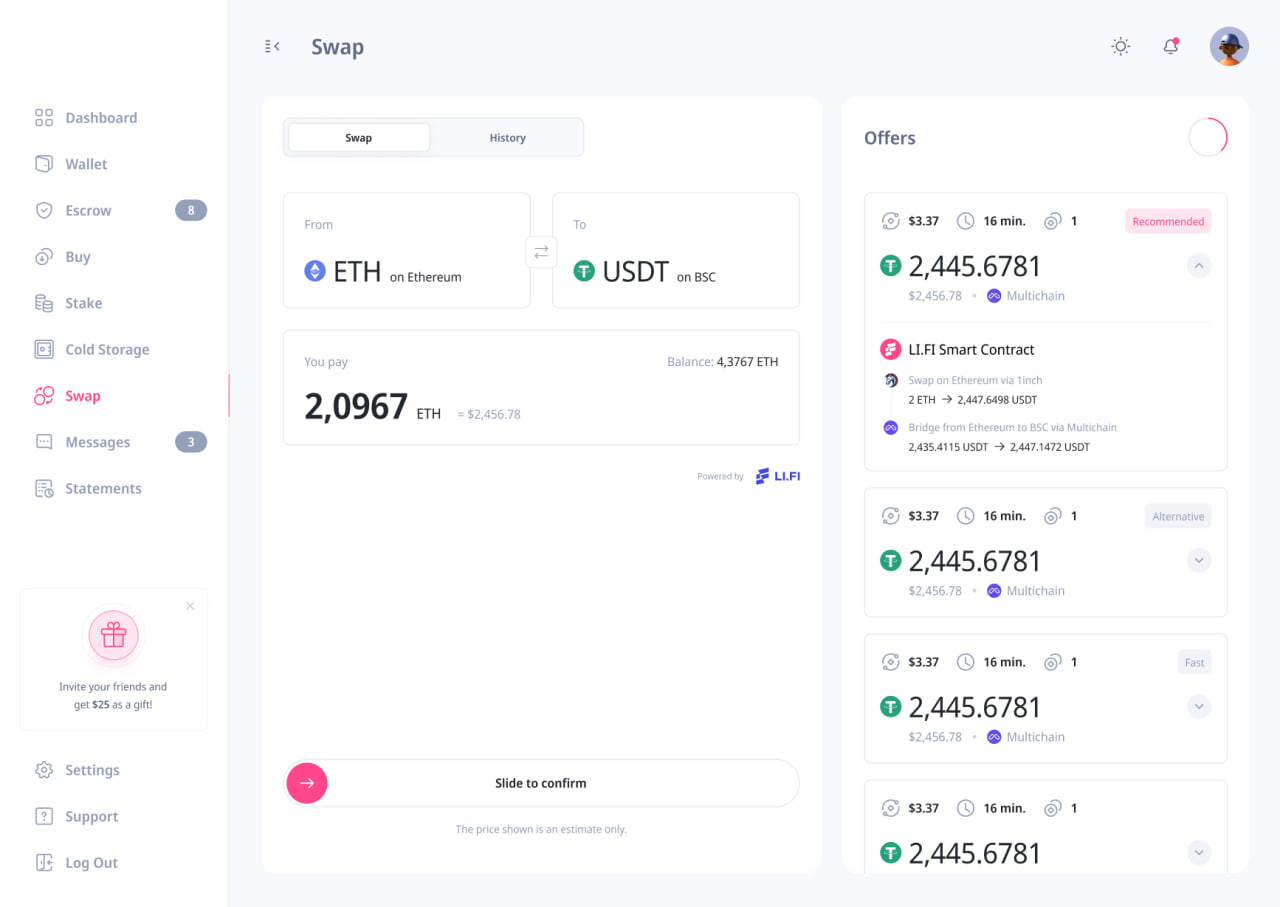 Swap
Dashboard
Wallet
Escrow 8
Buy
Stake
Cold Storage
Swap
Messages 3
Statements
Invite your friends and
get $25 as a gift!
Settings
Support
Log Out
Swap History
From
ETH on Ethereum
To
USDT on BSC
You pay Balance: 4,3767 ETH
2,0967 ETH = $2,456.78
Powered by LI.FI
Slide to confirm
The price shown is an estimate only.
Offers
$3.37 16 min. 1 Recommended
2,445.6781
$2,456.78 • Multichain
LI.FI Smart Contract
Swap on Ethereum via 1inch
2 ETH → 2,447.6498 USDT
Bridge from Ethereum to BSC via Multichain
2,435.4115 USDT → 2,447.1472 USDT
$3.37 16 min. 1 Alternative
2,445.6781
$2,456.78 • Multichain
$3.37 16 min. 1 Fast
2,445.6781
$2,456.78 • Multichain
$3.37 16 min. 1
2,445.6781